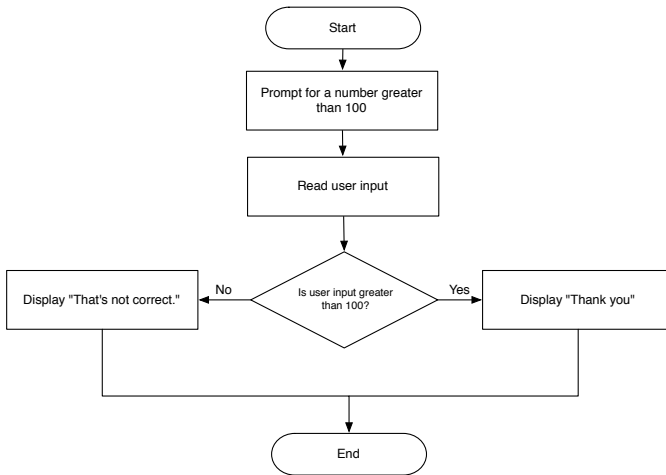 Start
Prompt for a number greater
than 100
Read user input
Is user input greater
than 100?
No
Yes
Display "That's not correct."
Display "Thank you"
End